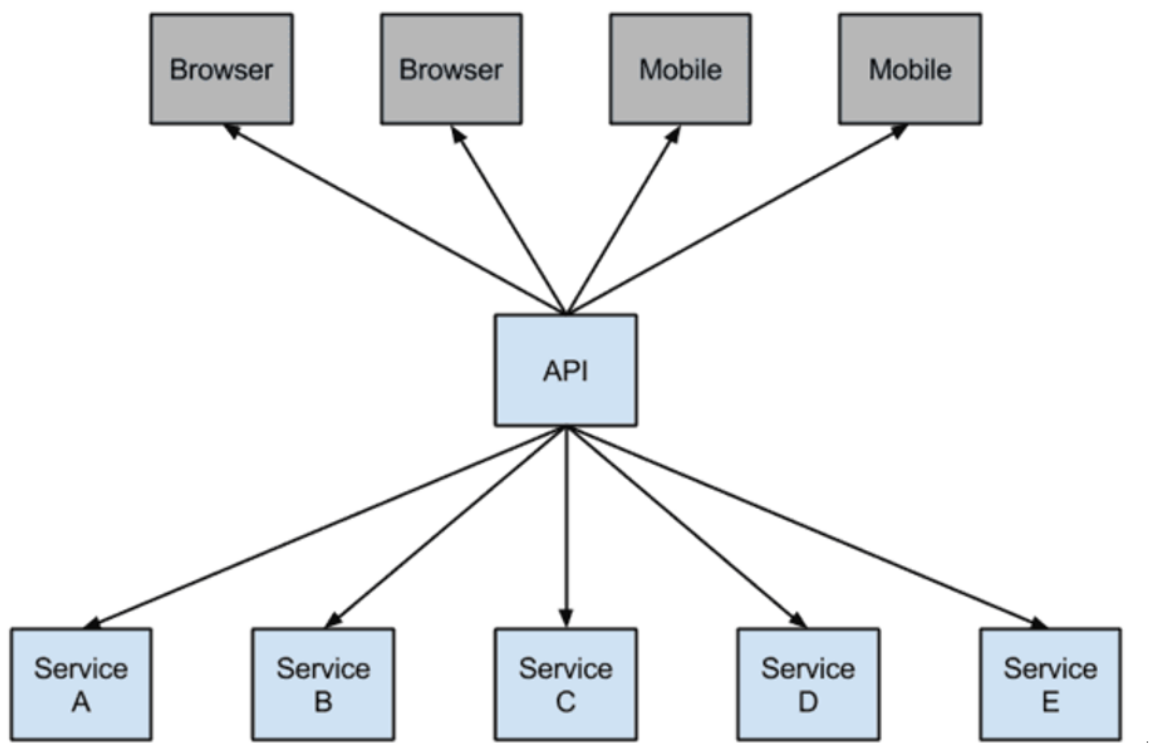 Browser
Browser
Mobile
Mobile
API
Service
A
Service
B
Service
C
Service
D
Service
E